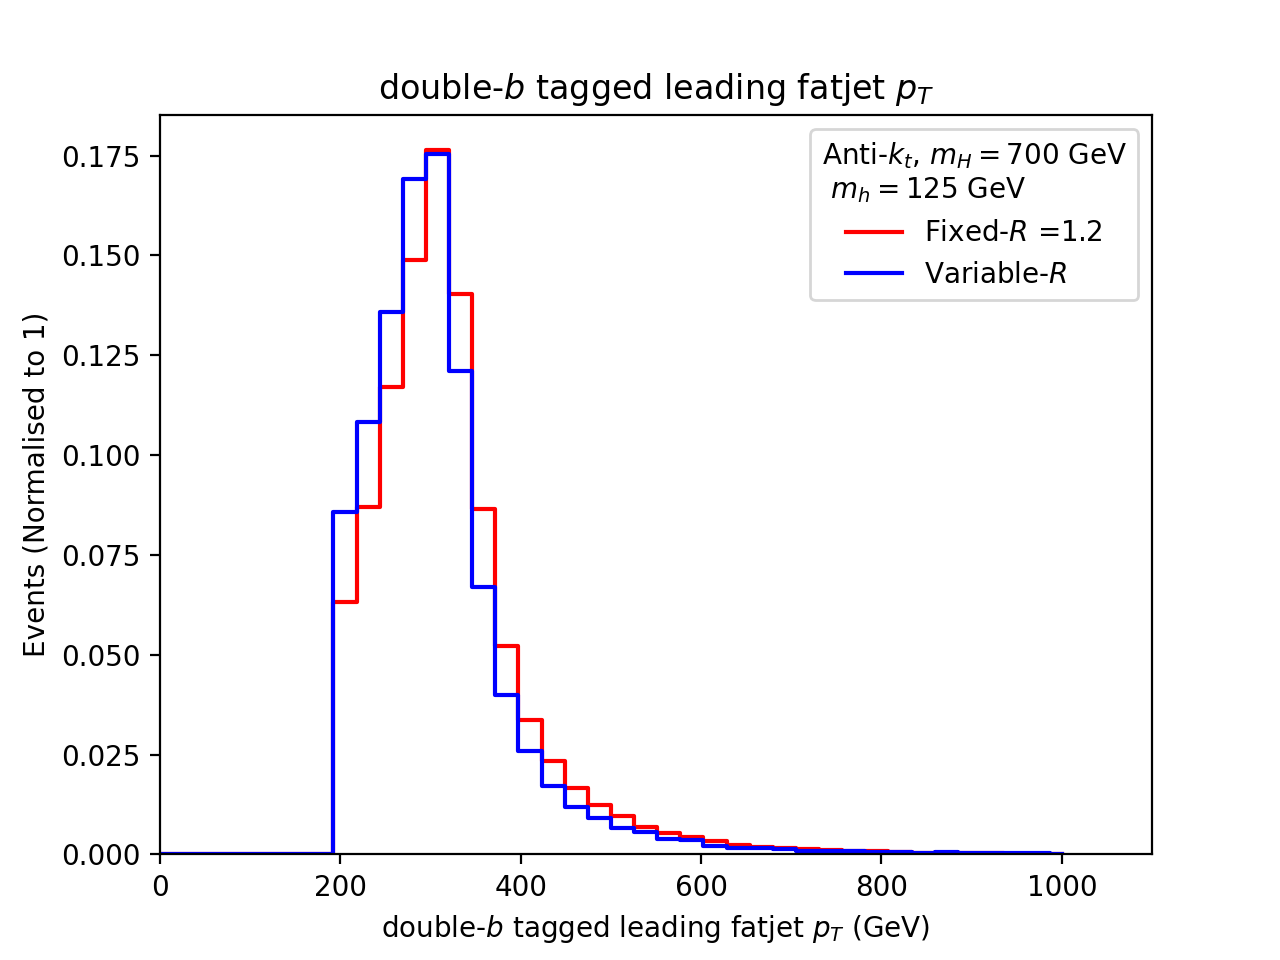 double-b tagged leading fatjet p_T
Anti-k_t, m_H = 700 GeV
m_h = 125 GeV
Fixed-R =1.2
Variable-R
Events (Normalised to 1)
0.175
0.150
0.125
0.100
0.075
0.050
0.025
0.000
0 200 400 600 800 1000
double-b tagged leading fatjet p_T (GeV)